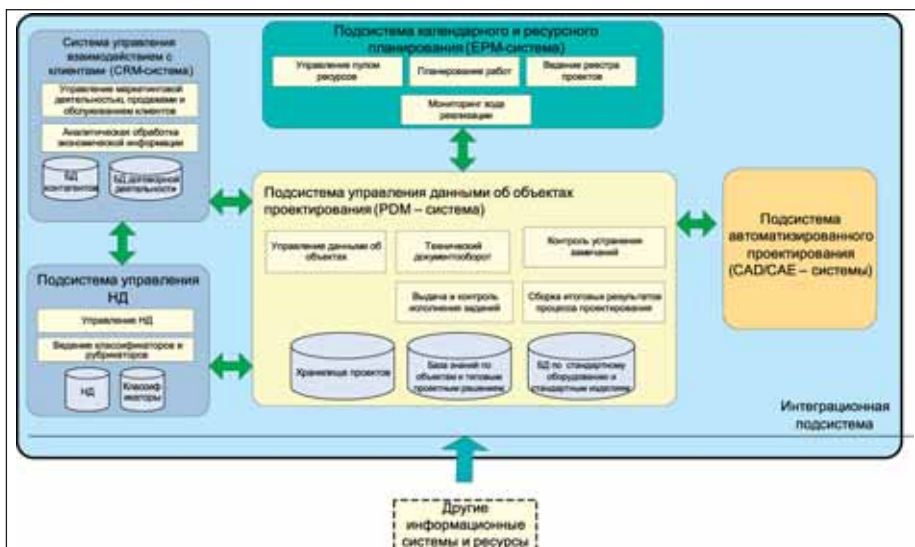 Система управления
взаимодействием с
клиентами (CRM-система)
Управление маркетинговой
деятельностью, продажами и
обслуживанием клиентов
Аналитическая обработка
экономической информации
БД
контагентов
БД договорной
деятельности
Подсистема календарного и ресурсного
планирования (EPM-система)
Управление пулом
ресурсов
Планирование работ
Ведение реестра
проектов
Мониторинг хода
реализации
Подсистема управления данными об объектах
проектирования (PDM – система)
Управление данными об
объектах
Технический
документооборот
Контроль устранения
замечаний
Выдача и контроль
исполнения заданий
Сборка итоговых результатов
процесса проектирования
Хранилище проектов
База знаний по
объектам и типовым
проектным решениям
БД по стандартному
оборудованию и
стандартным изделиям
Подсистема
автоматизированного
проектирования
(CAD/CAE – системы)
Подсистема управления
НД
Управление НД
Ведение классификаторов и
рубрикаторов
НД
Классиф
икаторы
Интеграционная
подсистема
Другие
информационные
системы и ресурсы